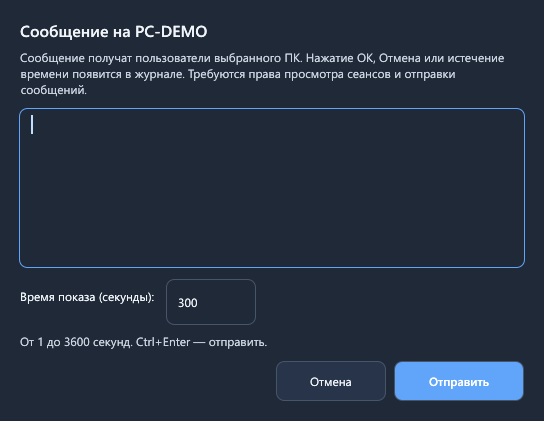 Сообщение на PC-DEMO
Сообщение получат пользователи выбранного ПК. Нажатие ОК, Отмена или истечение
времени появится в журнале. Требуются права просмотра сеансов и отправки
сообщений.
Время показа (секунды):
300
От 1 до 3600 секунд. Ctrl+Enter — отправить.
Отмена
Отправить